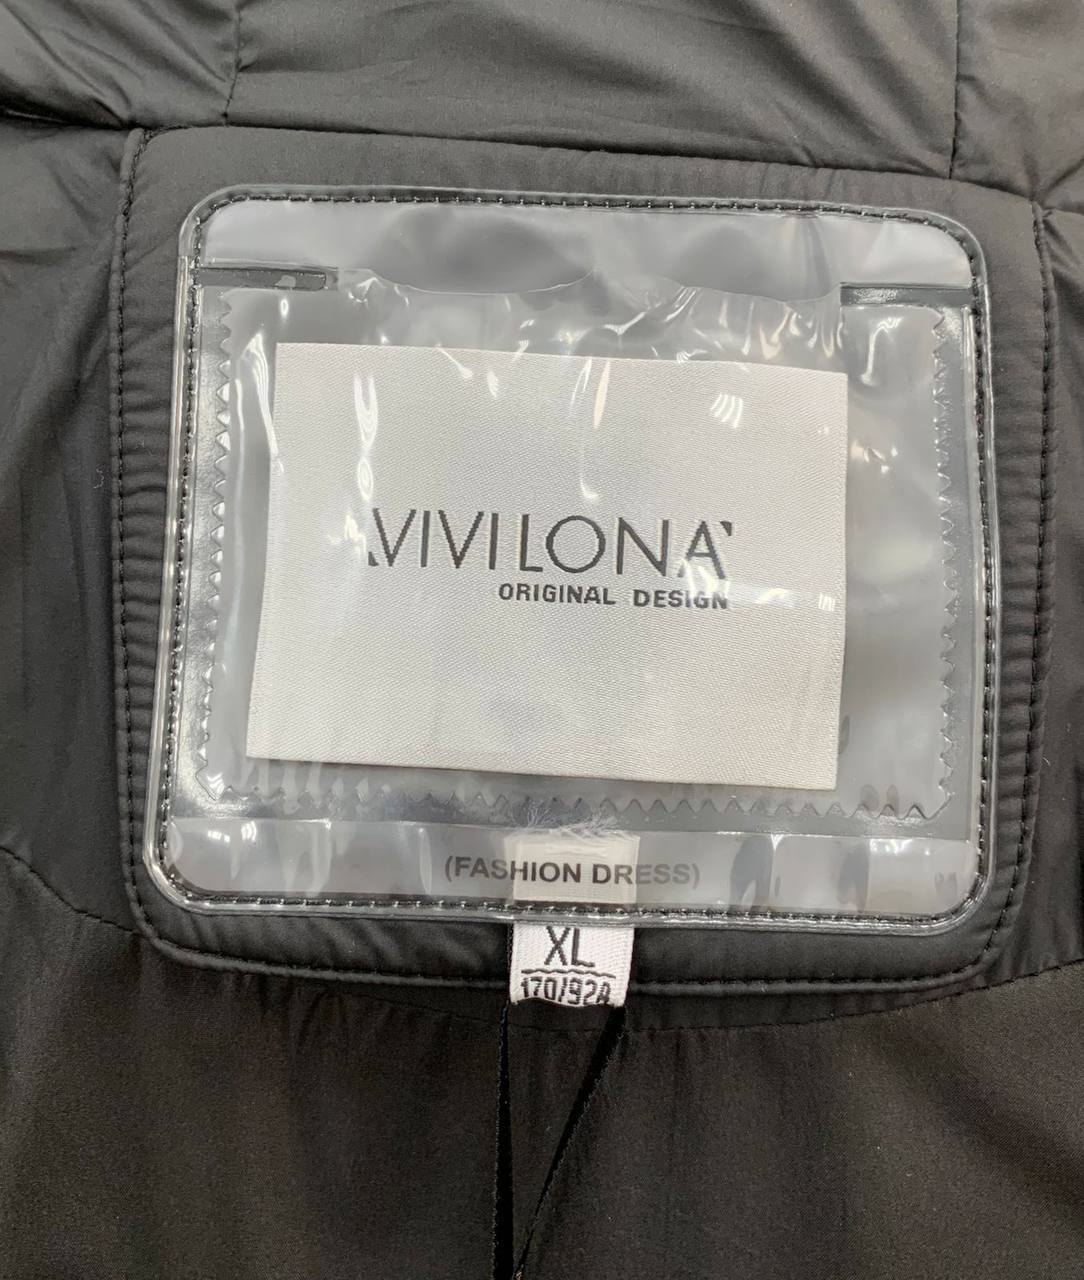 VIVILONA
ORIGINAL DESIGN
(FASHION DRESS)
XL
170/92A